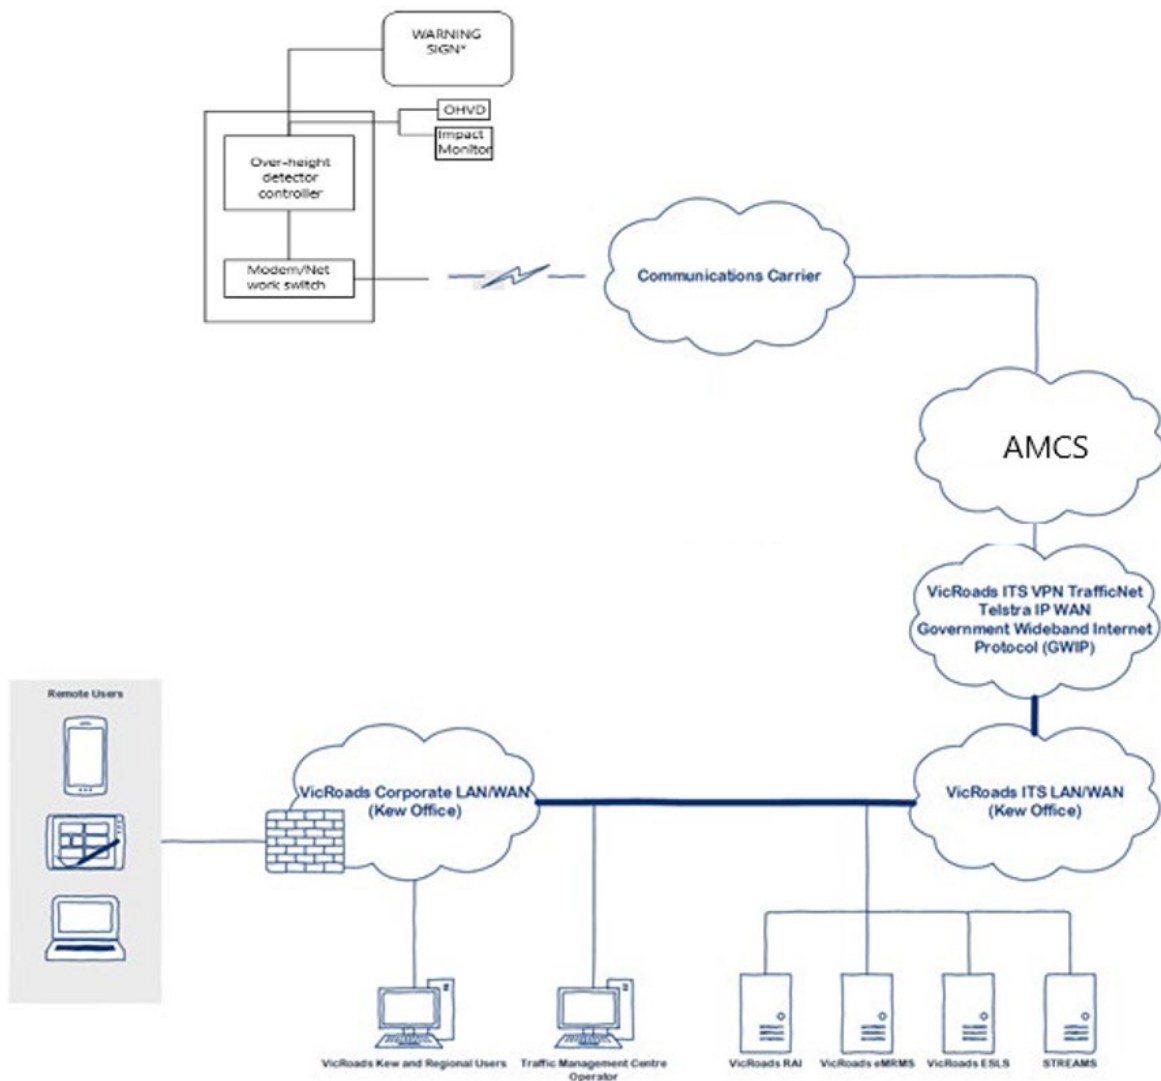 WARNING
SIGN*
OHVD
Impact
Monitor
Over-height
detector
controller
Modem/Net
work switch
Communications Carrier
AMCS
VicRoads ITS VPN TrafficNet
Telstra IP WAN
Government Wideband Internet
Protocol (GWIP)
Remote Users
VicRoads Corporate LAN/WAN
(Kew Office)
VicRoads ITS LAN/WAN
(Kew Office)
VicRoads Kew and Regional Users
Traffic Management Centre
Operator
VicRoads RAI
VicRoads eMRMS
VicRoads ESLS
STREAMS